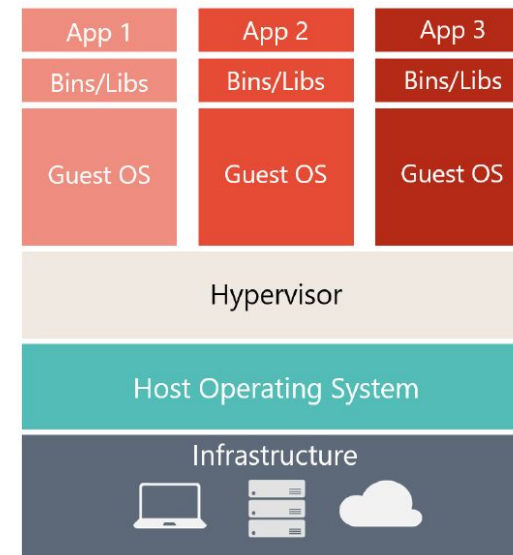 App 1
App 2
App 3
Bins/Libs
Bins/Libs
Bins/Libs
Guest OS
Guest OS
Guest OS
Hypervisor
Host Operating System
Infrastructure